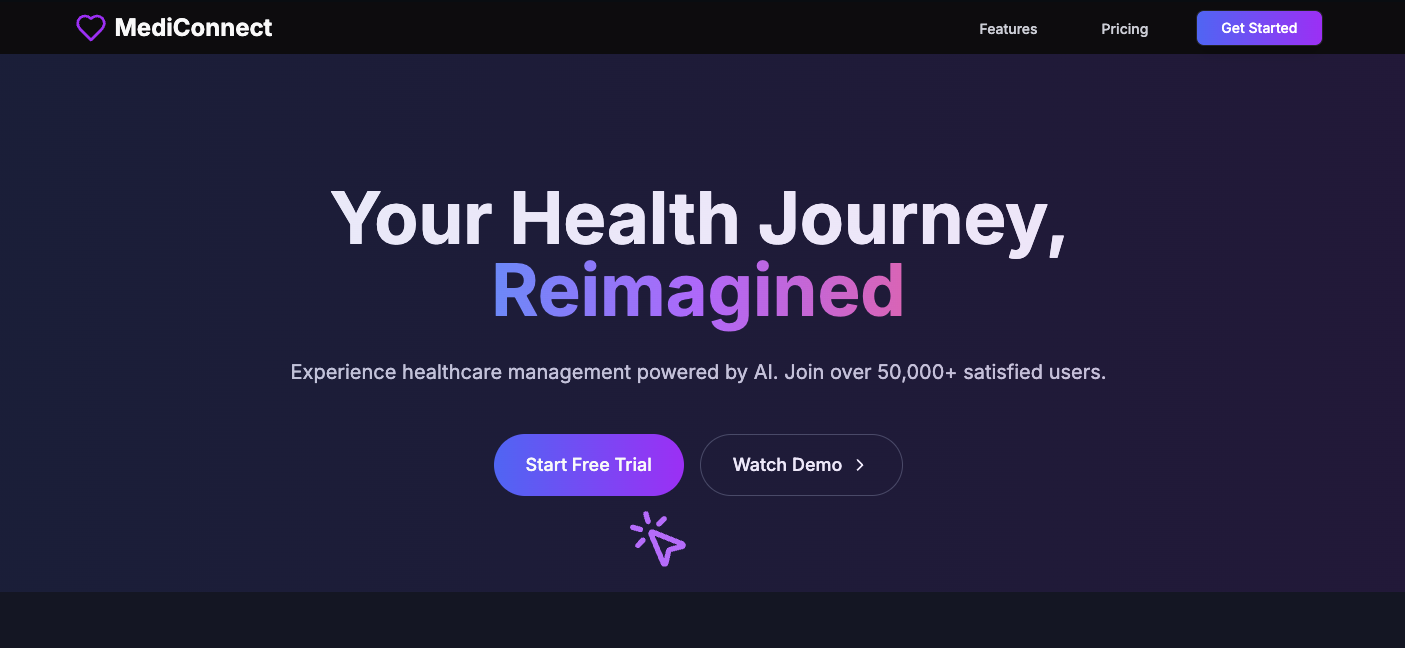 MediConnect
Features
Pricing
Get Started
Your Health Journey,
Reimagined
Experience healthcare management powered by AI. Join over 50,000+ satisfied users.
Start Free Trial
Watch Demo